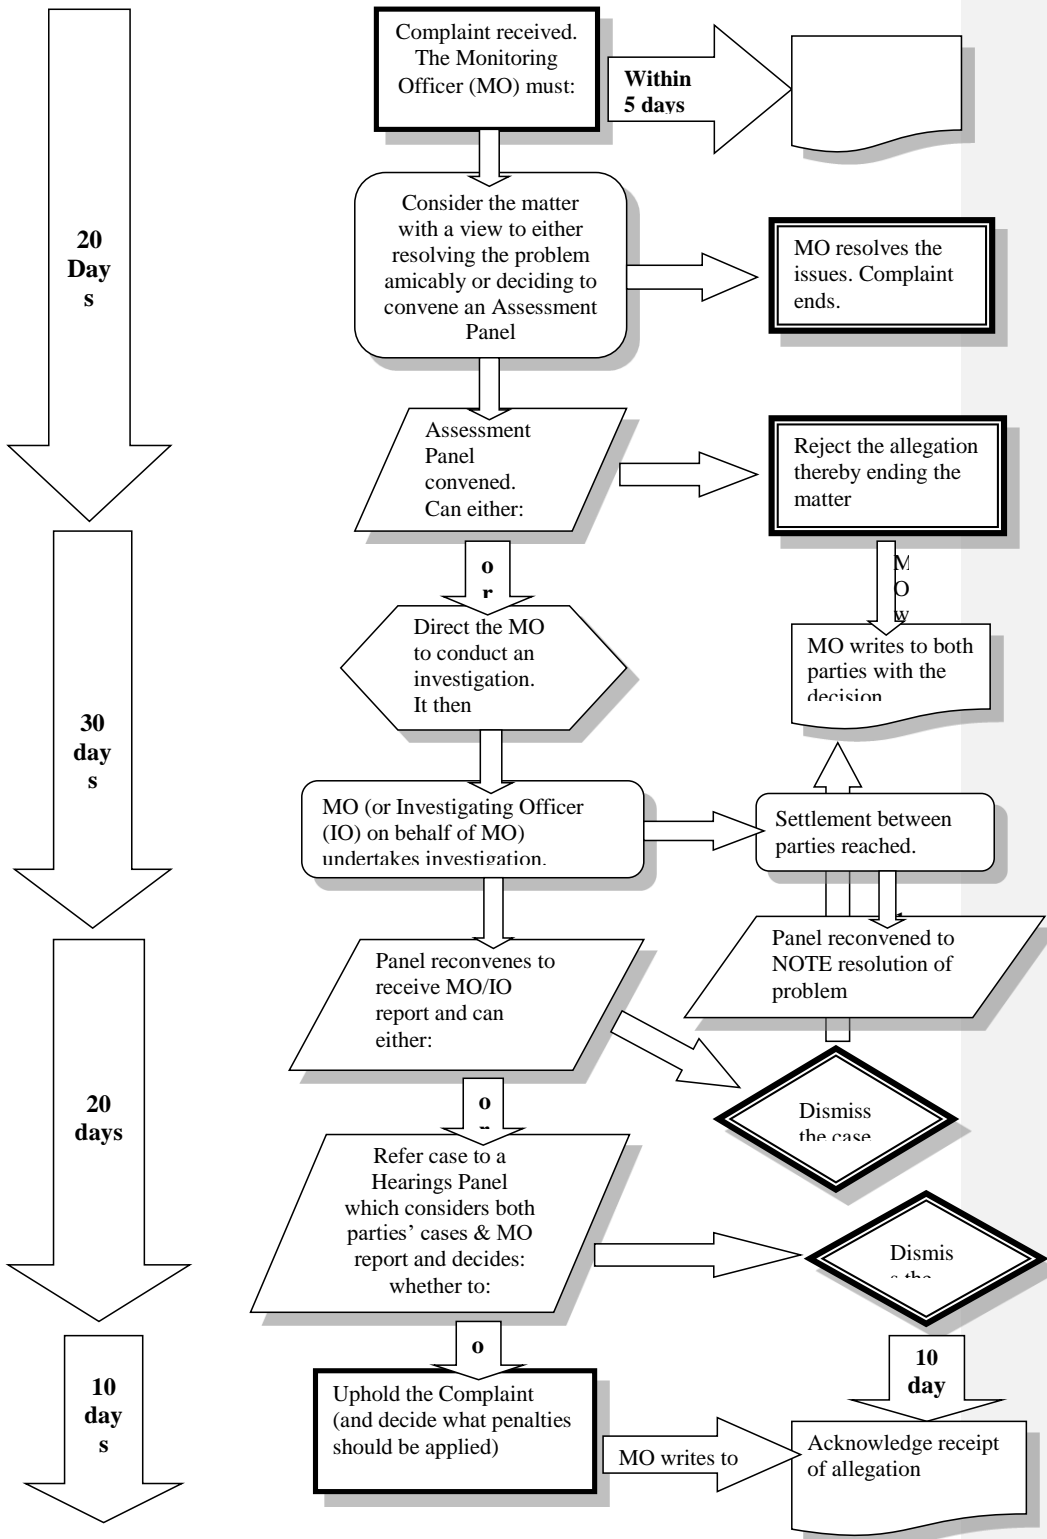 Complaint received.
The Monitoring
Officer (MO) must:
Within
5 days
20
Day
s
Consider the matter
with a view to either
resolving the problem
amicably or deciding to
convene an Assessment
Panel
MO resolves the
issues. Complaint
ends.
Assessment
Panel
convened.
Can either:
Reject the allegation
thereby ending the
matter
o
r
M
O
w
30
day
s
Direct the MO
to conduct an
investigation.
It then
MO writes to both
parties with the
decision
MO (or Investigating Officer
(IO) on behalf of MO)
undertakes investigation.
Settlement between
parties reached.
20
days
Panel reconvenes to
receive MO/IO
report and can
either:
Panel reconvened to
NOTE resolution of
problem
o
r
Dismiss
the case
Refer case to a
Hearings Panel
which considers both
parties’ cases & MO
report and decides:
whether to:
Dismis
s the
o
10
day
s
10
day
Uphold the Complaint
(and decide what penalties
should be applied)
MO writes to
Acknowledge receipt
of allegation